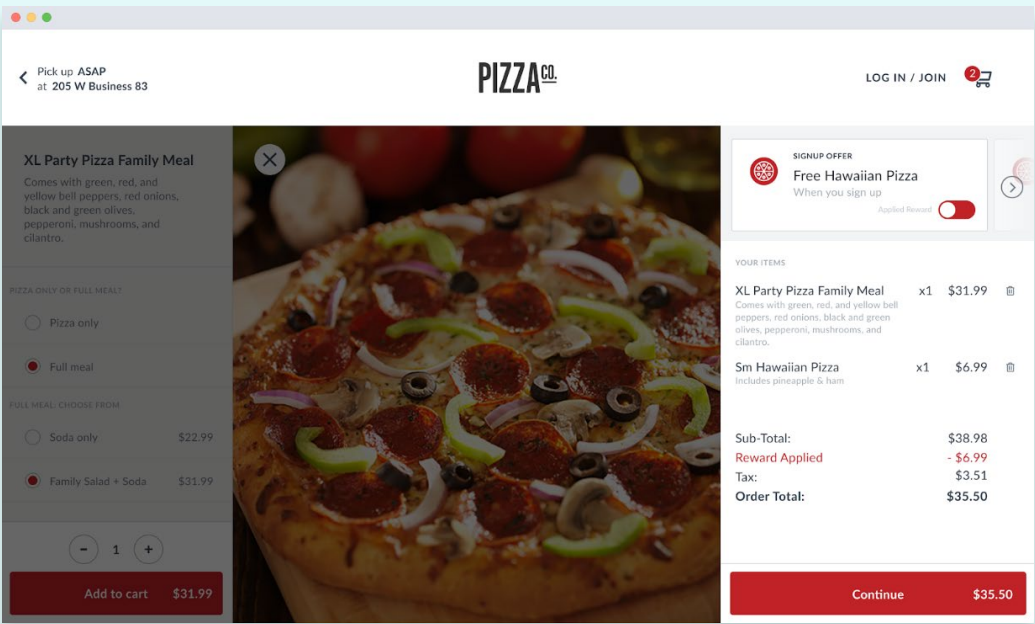 Pick up ASAP
at 205 W Business 83
PIZZA CO.
LOG IN / JOIN
2
XL Party Pizza Family
Meal
Comes with green, red, and
yellow bell peppers, red onions,
black and green olives,
pepperoni, mushrooms, and
cilantro.
PIZZA ONLY OR FULL MEAL?
Pizza only
Full meal
FULL MEAL: CHOOSE FROM
Soda only $22.99
Family Salad + Soda $31.99
- 1 +
Add to cart $31.99
SIGNUP OFFER
Free Hawaiian Pizza
When you sign up
Applied Reward
YOUR ITEMS
XL Party Pizza Family Meal x1 $31.99
Comes with green, red, and yellow bell
peppers, red onions, black and green
olives, pepperoni, mushrooms, and
cilantro.
Sm Hawaiian Pizza x1 $6.99
Includes pineapple & ham
Sub-Total: $38.98
Reward Applied - $6.99
Tax: $3.51
Order Total: $35.50
Continue $35.50